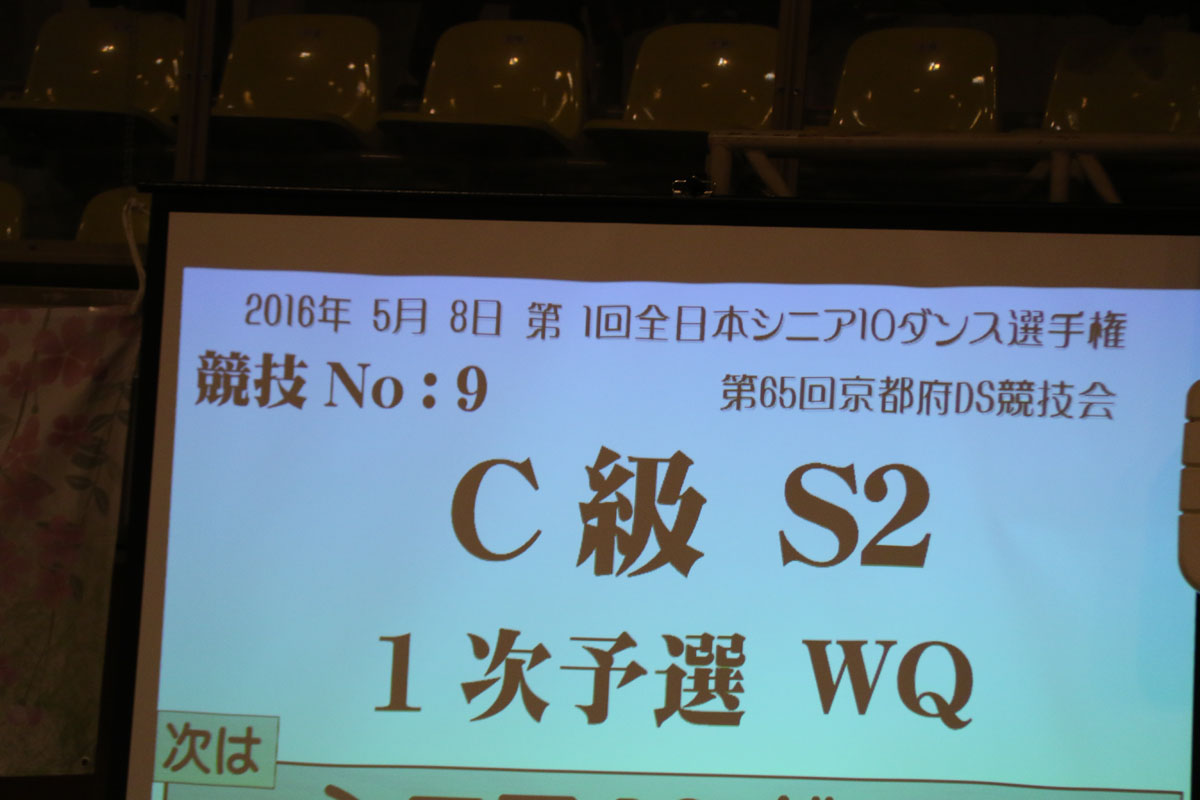 2016年 5月 8日 第 1回全日本シニア10ダンス選手権
競技 No：9
第65回京都府DS競技会
C 級 S2
1 次予選 WQ
次は